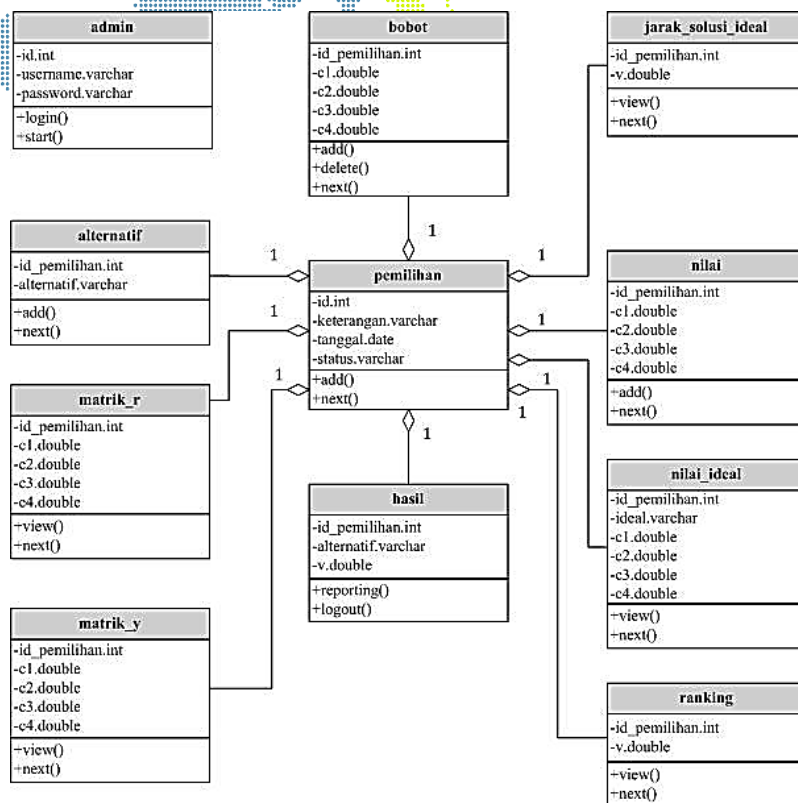 admin
-id.int
-username.varchar
-password.varchar
+login()
+start()
bobot
-id_pemilihan.int
-c1.double
-c2.double
-c3.double
-c4.double
+add()
+delete()
+next()
jarak_solusi_ideal
-id_pemilihan.int
-v.double
+view()
+next()
alternatif
-id_pemilihan.int
-alternatif.varchar
+add()
+next()
1
1
1
1
pemilihan
-id.int
-keterangan.varchar
-tanggal.date
-status.varchar
+add()
+next()
1
1
1
1
1
nilai
-id_pemilihan.int
-c1.double
-c2.double
-c3.double
-c4.double
+add()
+next()
matrik_r
-id_pemilihan.int
-c1.double
-c2.double
-c3.double
-c4.double
+view()
+next()
hasil
-id_pemilihan.int
-alternatif.varchar
-v.double
+reporting()
+logout()
nilai_ideal
-id_pemilihan.int
-ideal.varchar
-c1.double
-c2.double
-c3.double
-c4.double
+view()
+next()
matrik_y
-id_pemilihan.int
-c1.double
-c2.double
-c3.double
-c4.double
+view()
+next()
ranking
-id_pemilihan.int
-v.double
+view()
+next()